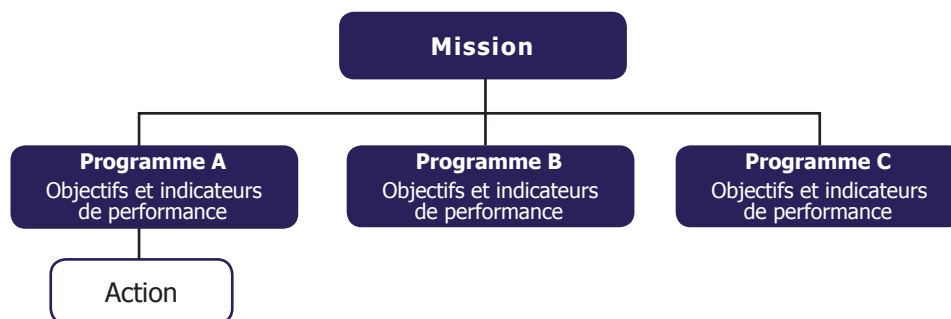 Mission
Programme A
Objectifs et indicateurs
de performance
Programme B
Objectifs et indicateurs
de performance
Programme C
Objectifs et indicateurs
de performance
Action